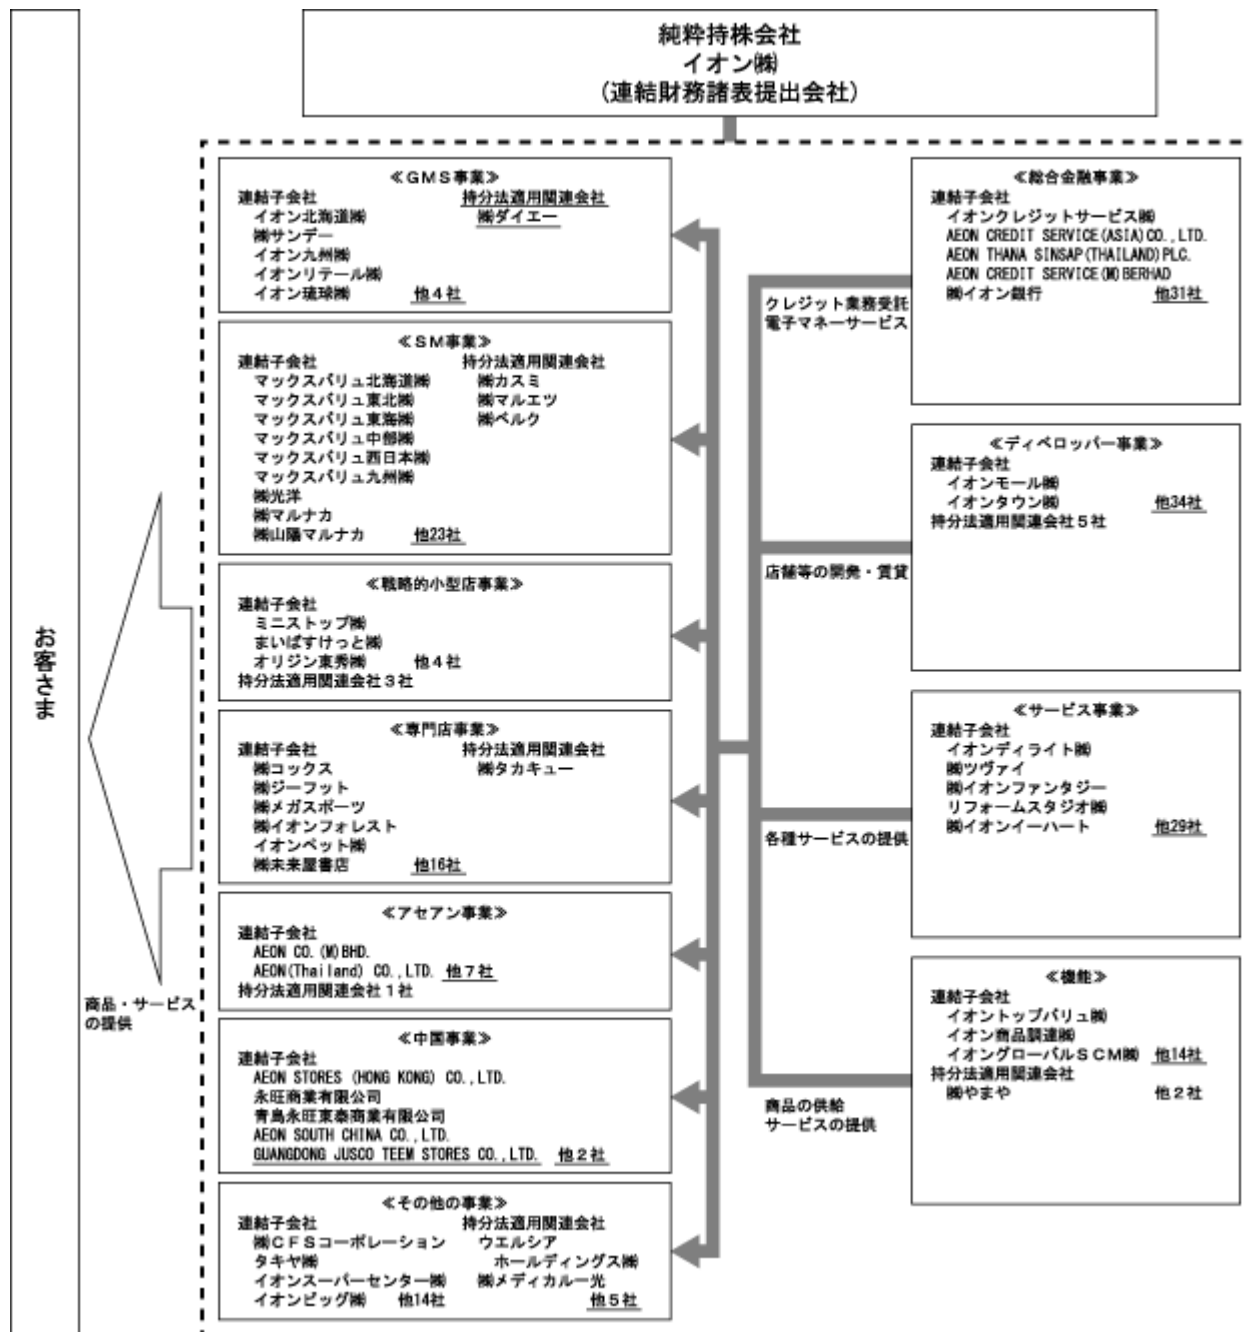 純粋持株会社
イオン㈱
(連結財務諸表提出会社)
お客さま
商品・サービス
の提供
≪GMS事業≫
連結子会社 持分法適用関連会社
イオン北海道㈱ ㈱ダイエー
㈱サンデー
イオン九州㈱
イオンリテール㈱
イオン琉球㈱ 他4社
≪SM事業≫
連結子会社 持分法適用関連会社
マックスバリュ北海道㈱ ㈱カスミ
マックスバリュ東北㈱ ㈱マルエツ
マックスバリュ東海㈱ ㈱ベルク
マックスバリュ中部㈱
マックスバリュ西日本㈱
マックスバリュ九州㈱
㈱光洋
㈱マルナカ
㈱山陽マルナカ 他23社
≪戦略的小型店事業≫
連結子会社
ミニストップ㈱
まいばすけっと㈱
オリジン東秀㈱ 他4社
持分法適用関連会社3社
≪専門店事業≫
連結子会社 持分法適用関連会社
㈱コックス ㈱タカキュー
㈱ジーフット
㈱メガスポーツ
㈱イオンフォレスト
イオンペット㈱
㈱未来屋書店 他16社
≪アセアン事業≫
連結子会社
AEON CO. (M) BHD.
AEON(Thailand) CO.,LTD. 他7社
持分法適用関連会社1社
≪中国事業≫
連結子会社
AEON STORES (HONG KONG) CO.,LTD.
永旺商業有限公司
青島永旺東泰商業有限公司
AEON SOUTH CHINA CO.,LTD.
GUANGDONG JUSCO TEEM STORES CO.,LTD. 他2社
≪その他の事業≫
連結子会社 持分法適用関連会社
㈱CFSコーポレーション ウエルシア
タキヤ㈱ ホールディングス㈱
イオンスーパーセンター㈱ ㈱メディカル一光
イオンビッグ㈱ 他14社 他5社
≪総合金融事業≫
連結子会社
イオンクレジットサービス㈱
AEON CREDIT SERVICE(ASIA)CO.,LTD.
AEON THANA SINSAP(THAILAND)PLC.
AEON CREDIT SERVICE(M)BERHAD
㈱イオン銀行 他31社
クレジット業務受託
電子マネーサービス
≪ディベロッパー事業≫
連結子会社
イオンモール㈱
イオンタウン㈱ 他34社
持分法適用関連会社5社
店舗等の開発・賃貸
≪サービス事業≫
連結子会社
イオンディライト㈱
㈱ツヴァイ
㈱イオンファンタジー
リフォームスタジオ㈱
㈱イオンイーハート 他29社
各種サービスの提供
≪機能≫
連結子会社
イオントップバリュ㈱
イオン商品調達㈱
イオングローバルSCM㈱ 他14社
持分法適用関連会社
㈱やまや 他2社
商品の供給
サービスの提供